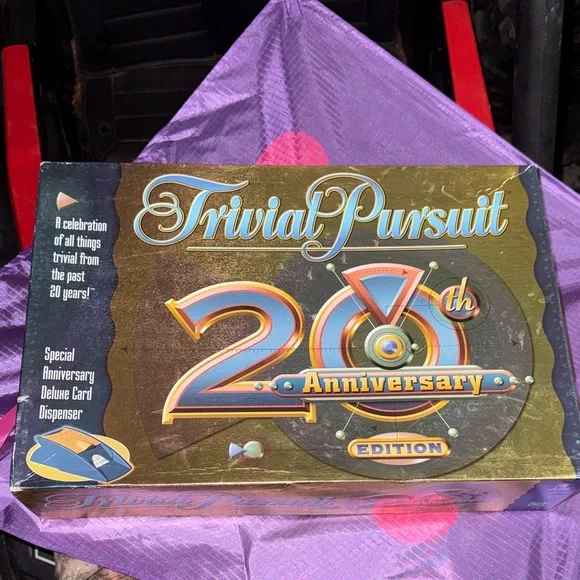 Trivial Pursuit
A celebration
of all things
trivial from
the past
20 years!™
20th
Anniversary
EDITION
Special
Anniversary
Deluxe Card
Dispenser
Trivial Pursuit